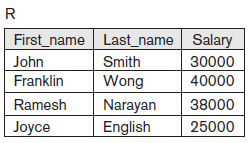 R
First_name Last_name Salary
John Smith 30000
Franklin Wong 40000
Ramesh Narayan 38000
Joyce English 25000